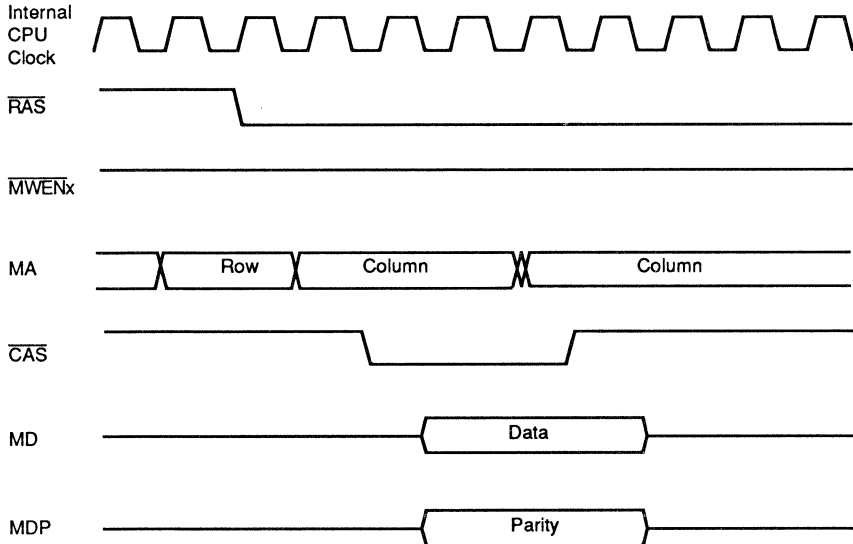 Internal
CPU
Clock
RAS
MWENx
MA
Row
Column
Column
CAS
MD
Data
MDP
Parity